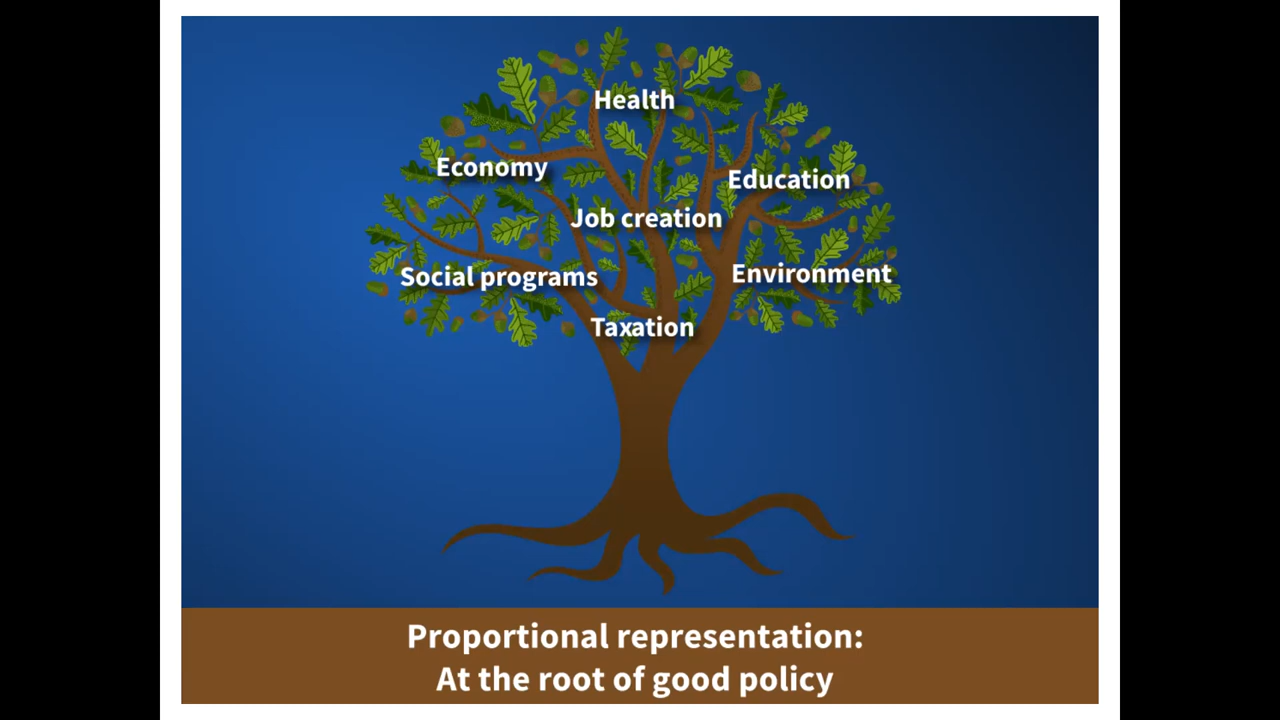 Health
Economy
Education
Job creation
Social programs
Environment
Taxation
Proportional representation:
At the root of good policy